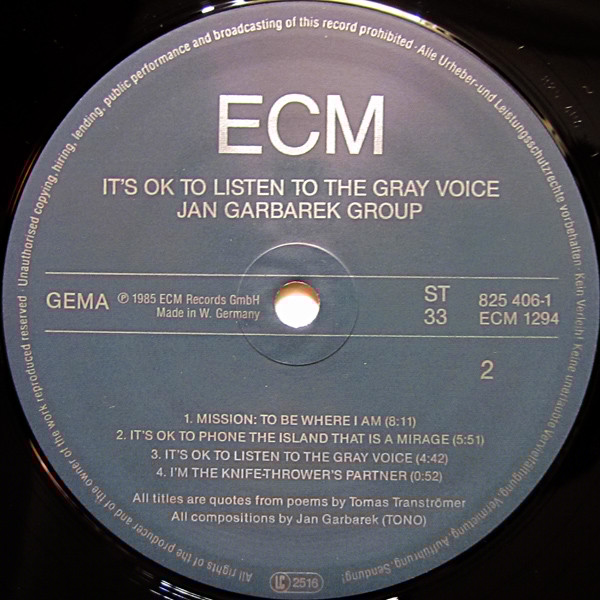 ECM
IT'S OK TO LISTEN TO THE GRAY VOICE
JAN GARBAREK GROUP
GEMA
℗ 1985 ECM Records GmbH
Made in W. Germany
ST
33
825 406-1
ECM 1294
2
1. MISSION: TO BE WHERE I AM (8:11)
2. IT'S OK TO PHONE THE ISLAND THAT IS A MIRAGE (5:51)
3. IT'S OK TO LISTEN TO THE GRAY VOICE (4:42)
4. I'M THE KNIFE-THROWER'S PARTNER (0:52)
All titles are quotes from poems by Tomas Tranströmer
All compositions by Jan Garbarek (TONO)
LC 2516
All rights of the producer and of the owner of the work reproduced reserved · Unauthorised copying, hiring, lending, public performance and broadcasting of this record prohibited · Alle Urheber-und Leistungsschutzrechte vorbehalten · Kein Verleih! Keine unerlaubte Vervielfältigung, Vermietung, Aufführung, Sendung!